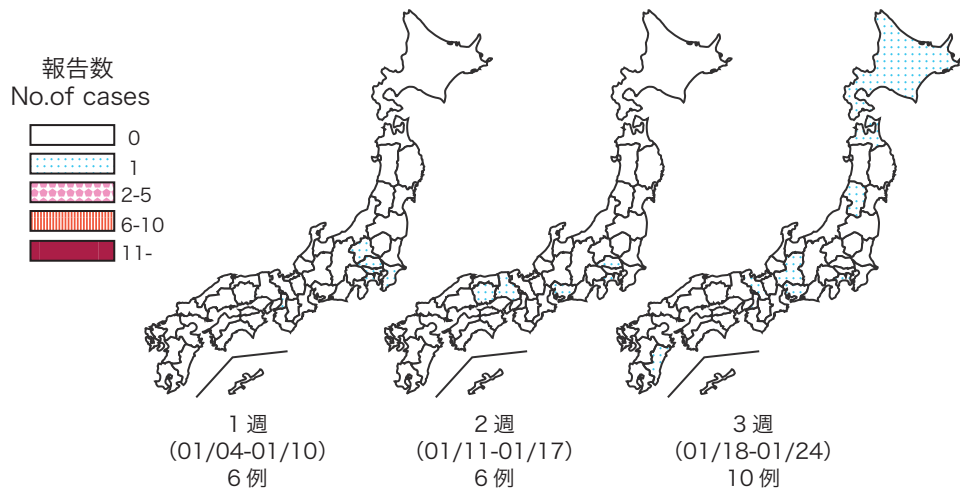 報告数
No.of cases
0
1
2-5
6-10
11-
1 週
（01/04-01/10）
6 例
2 週
（01/11-01/17）
6 例
3 週
（01/18-01/24）
10 例